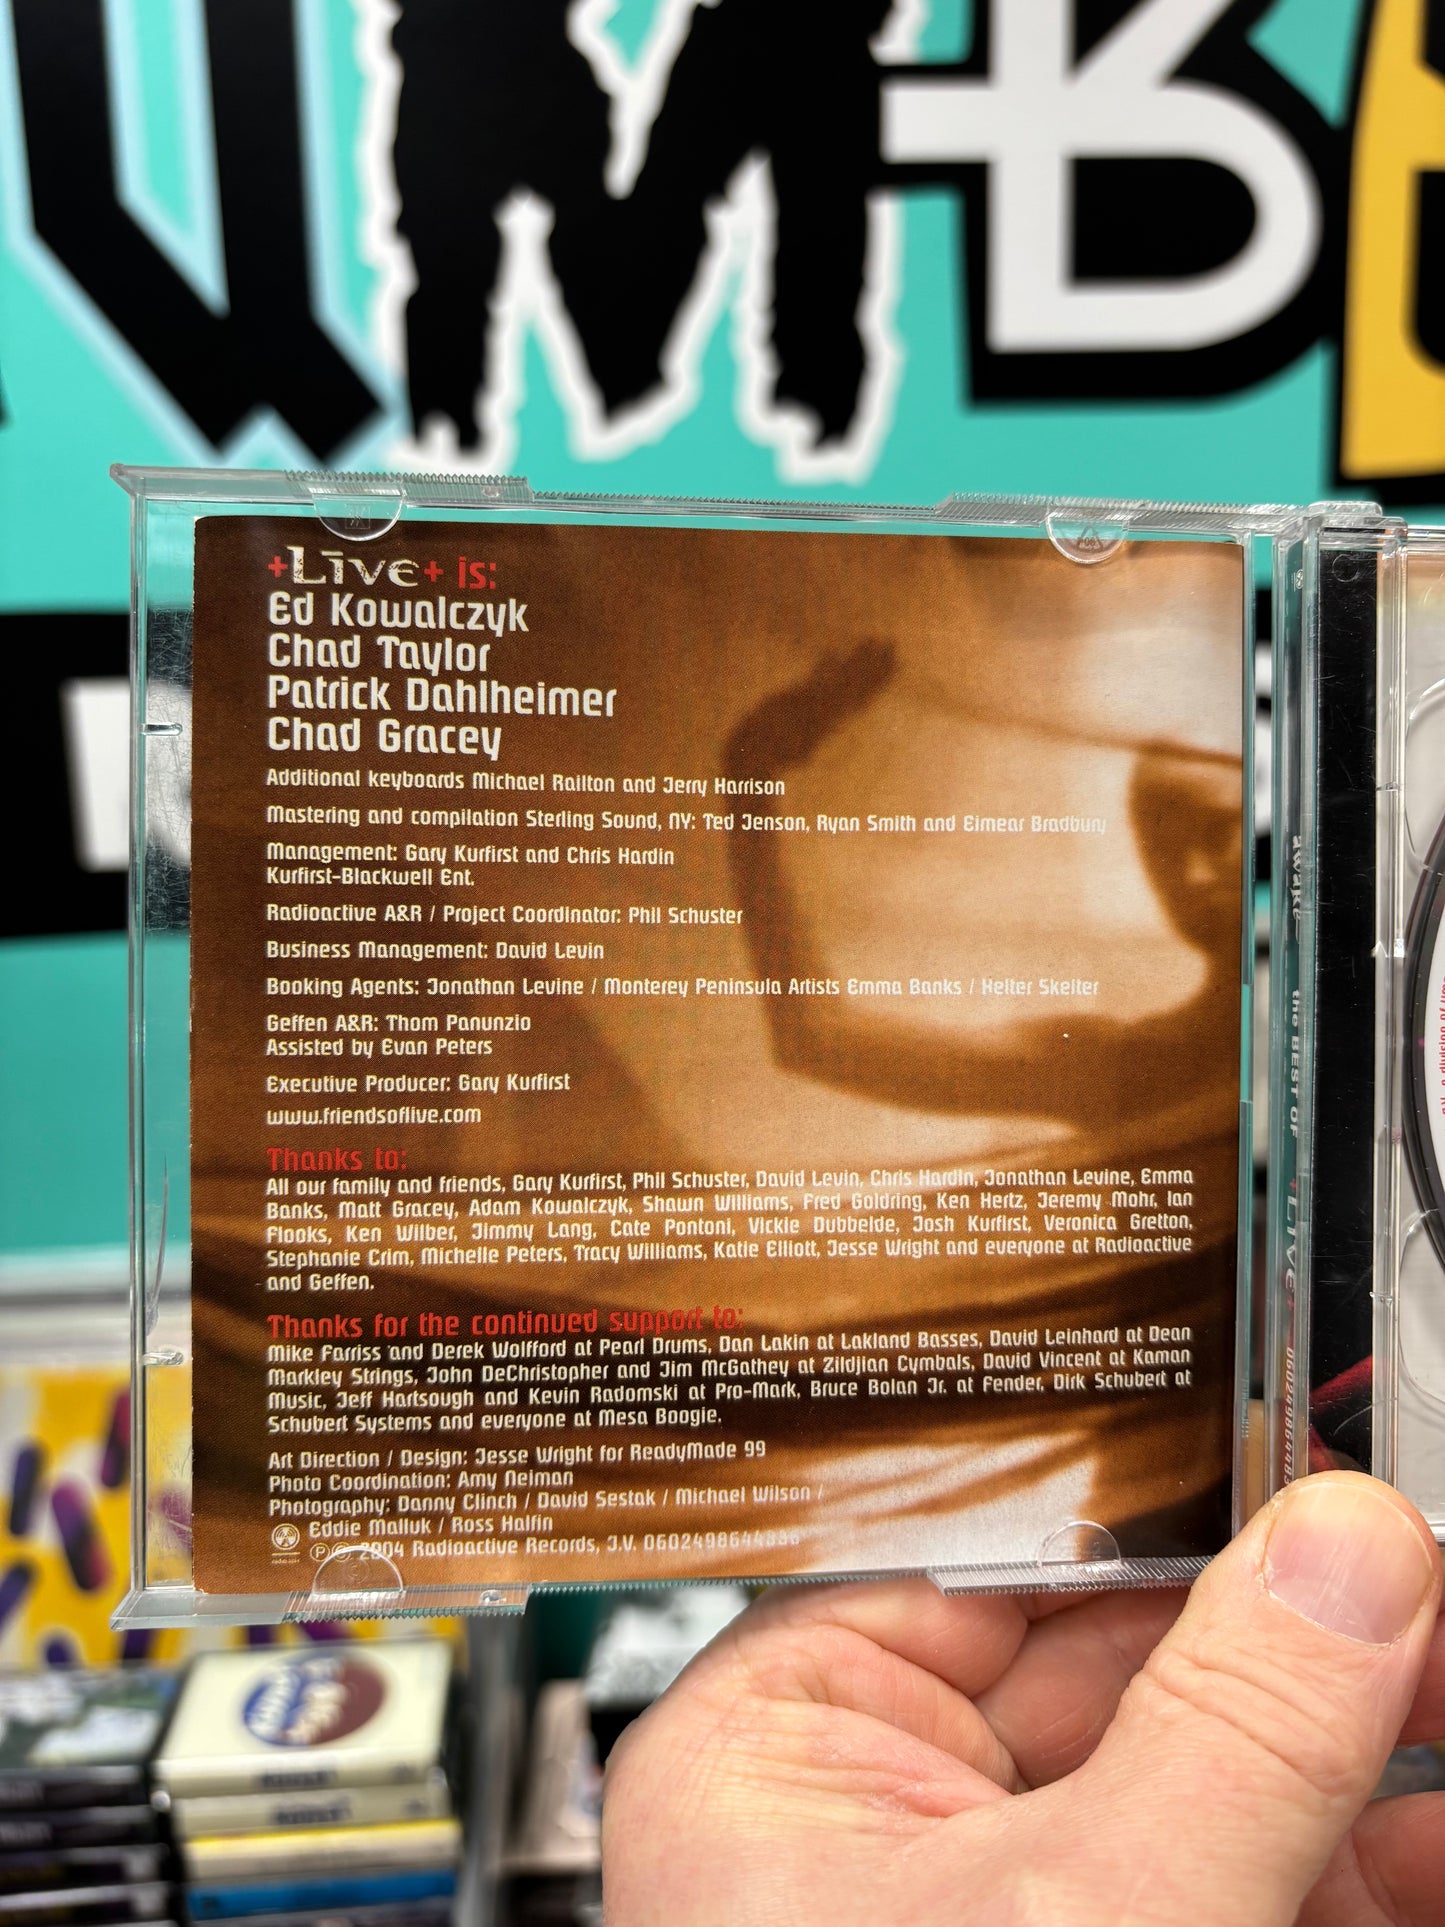 +Līve+ is:
Ed Kowalczyk
Chad Taylor
Patrick Dahlheimer
Chad Gracey
Additional keyboards Michael Railton and Jerry Harrison
Mastering and compilation Sterling Sound, NY: Ted Jenson, Ryan Smith and Eimear Bradbury
Management: Gary Kurfirst and Chris Hardin
Kurfirst-Blackwell Ent.
Radioactive A&R / Project Coordinator: Phil Schuster
Business Management: David Levin
Booking Agents: Jonathan Levine / Monterey Peninsula Artists Emma Banks / Helter Skelter
Geffen A&R: Thom Panunzio
Assisted by Evan Peters
Executive Producer: Gary Kurfirst
www.friendsoflive.com
Thanks to:
All our family and friends, Gary Kurfirst, Phil Schuster, David Levin, Chris Hardin, Jonathan Levine, Emma
Banks, Matt Gracey, Adam Kowalczyk, Shawn Williams, Fred Goldring, Ken Hertz, Jeremy Mohr, Ian
Flooks, Ken Wilber, Jimmy Lang, Cate Pontoni, Vickie Dubbelde, Josh Kurfirst, Veronica Gretton,
Stephanie Crim, Michelle Peters, Tracy Williams, Katie Elliott, Jesse Wright and everyone at Radioactive
and Geffen.
Thanks for the continued support to:
Mike Farriss and Derek Wolfford at Pearl Drums, Dan Lakin at Lakland Basses, David Leinhard at Dean
Markley Strings, John DeChristopher and Jim McGathey at Zildjian Cymbals, David Vincent at Kaman
Music, Jeff Hartsough and Kevin Radomski at Pro-Mark, Bruce Bolan Jr. at Fender, Dirk Schubert at
Schubert Systems and everyone at Mesa Boogie.
Art Direction / Design: Jesse Wright for ReadyMade 99
Photo Coordination: Amy Neiman
Photography: Danny Clinch / David Sestak / Michael Wilson /
Eddie Malluk / Ross Halfin
℗ © 2004 Radioactive Records, J.V.
awake the BEST OF +Līve+